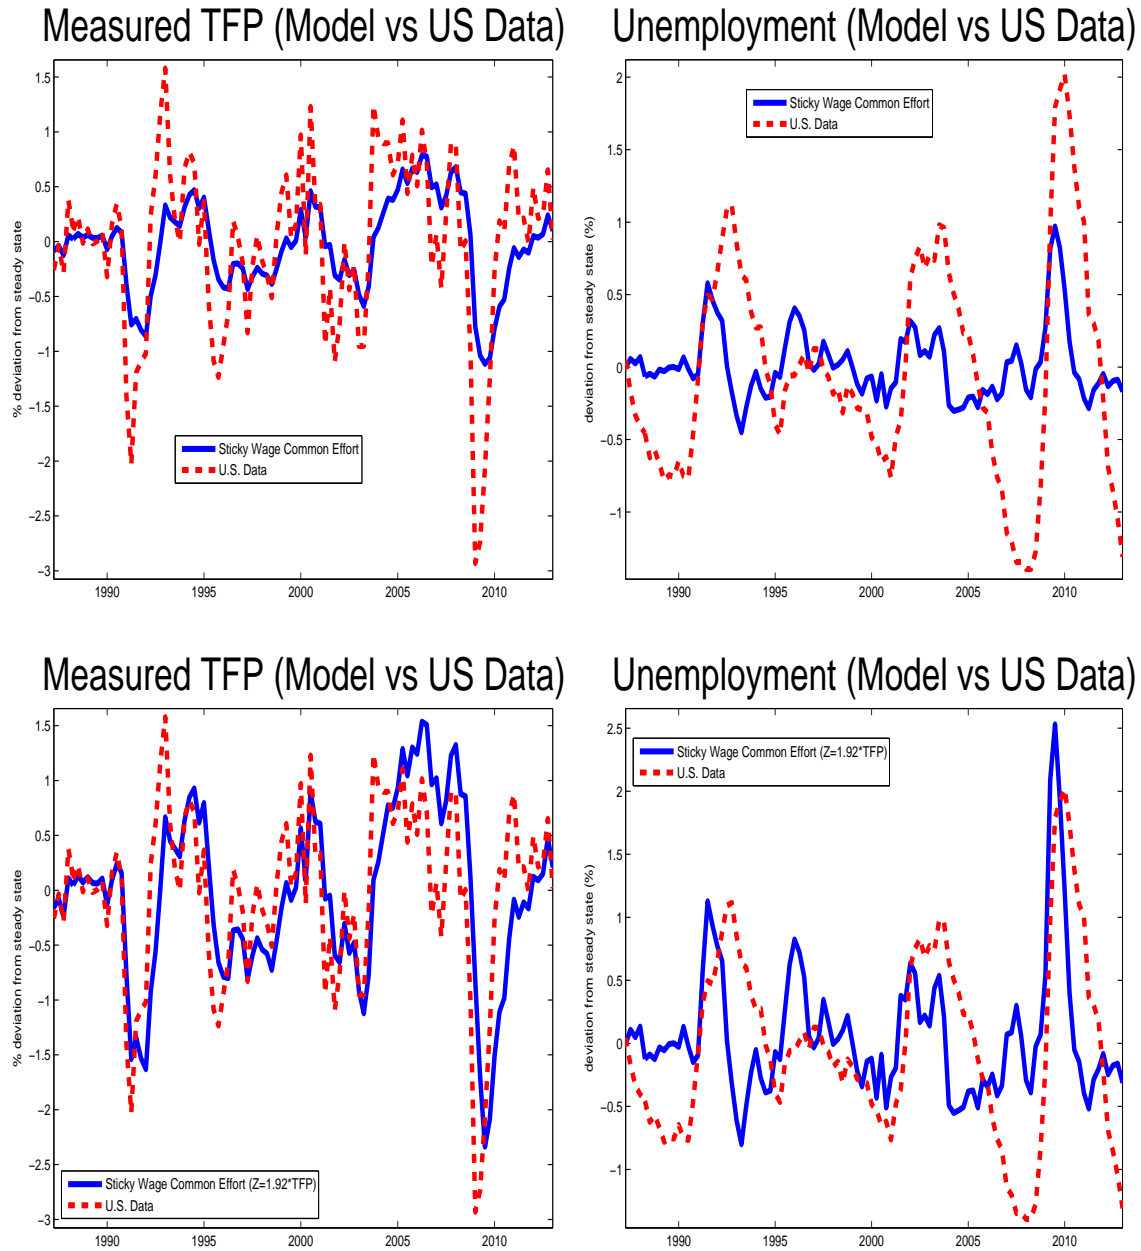 Measured TFP (Model vs US Data)
% deviation from steady state
1.5
1
0.5
0
−0.5
−1
−1.5
−2
−2.5
−3
Sticky Wage Common Effort
U.S. Data
1990 1995 2000 2005 2010
Unemployment (Model vs US Data)
deviation from steady state (%)
2
1.5
1
0.5
0
−0.5
−1
Sticky Wage Common Effort
U.S. Data
1990 1995 2000 2005 2010
Measured TFP (Model vs US Data)
% deviation from steady state
1.5
1
0.5
0
−0.5
−1
−1.5
−2
−2.5
−3
Sticky Wage Common Effort (Z=1.92*TFP)
U.S. Data
1990 1995 2000 2005 2010
Unemployment (Model vs US Data)
deviation from steady state (%)
2.5
2
1.5
1
0.5
0
−0.5
−1
Sticky Wage Common Effort (Z=1.92*TFP)
U.S. Data
1990 1995 2000 2005 2010